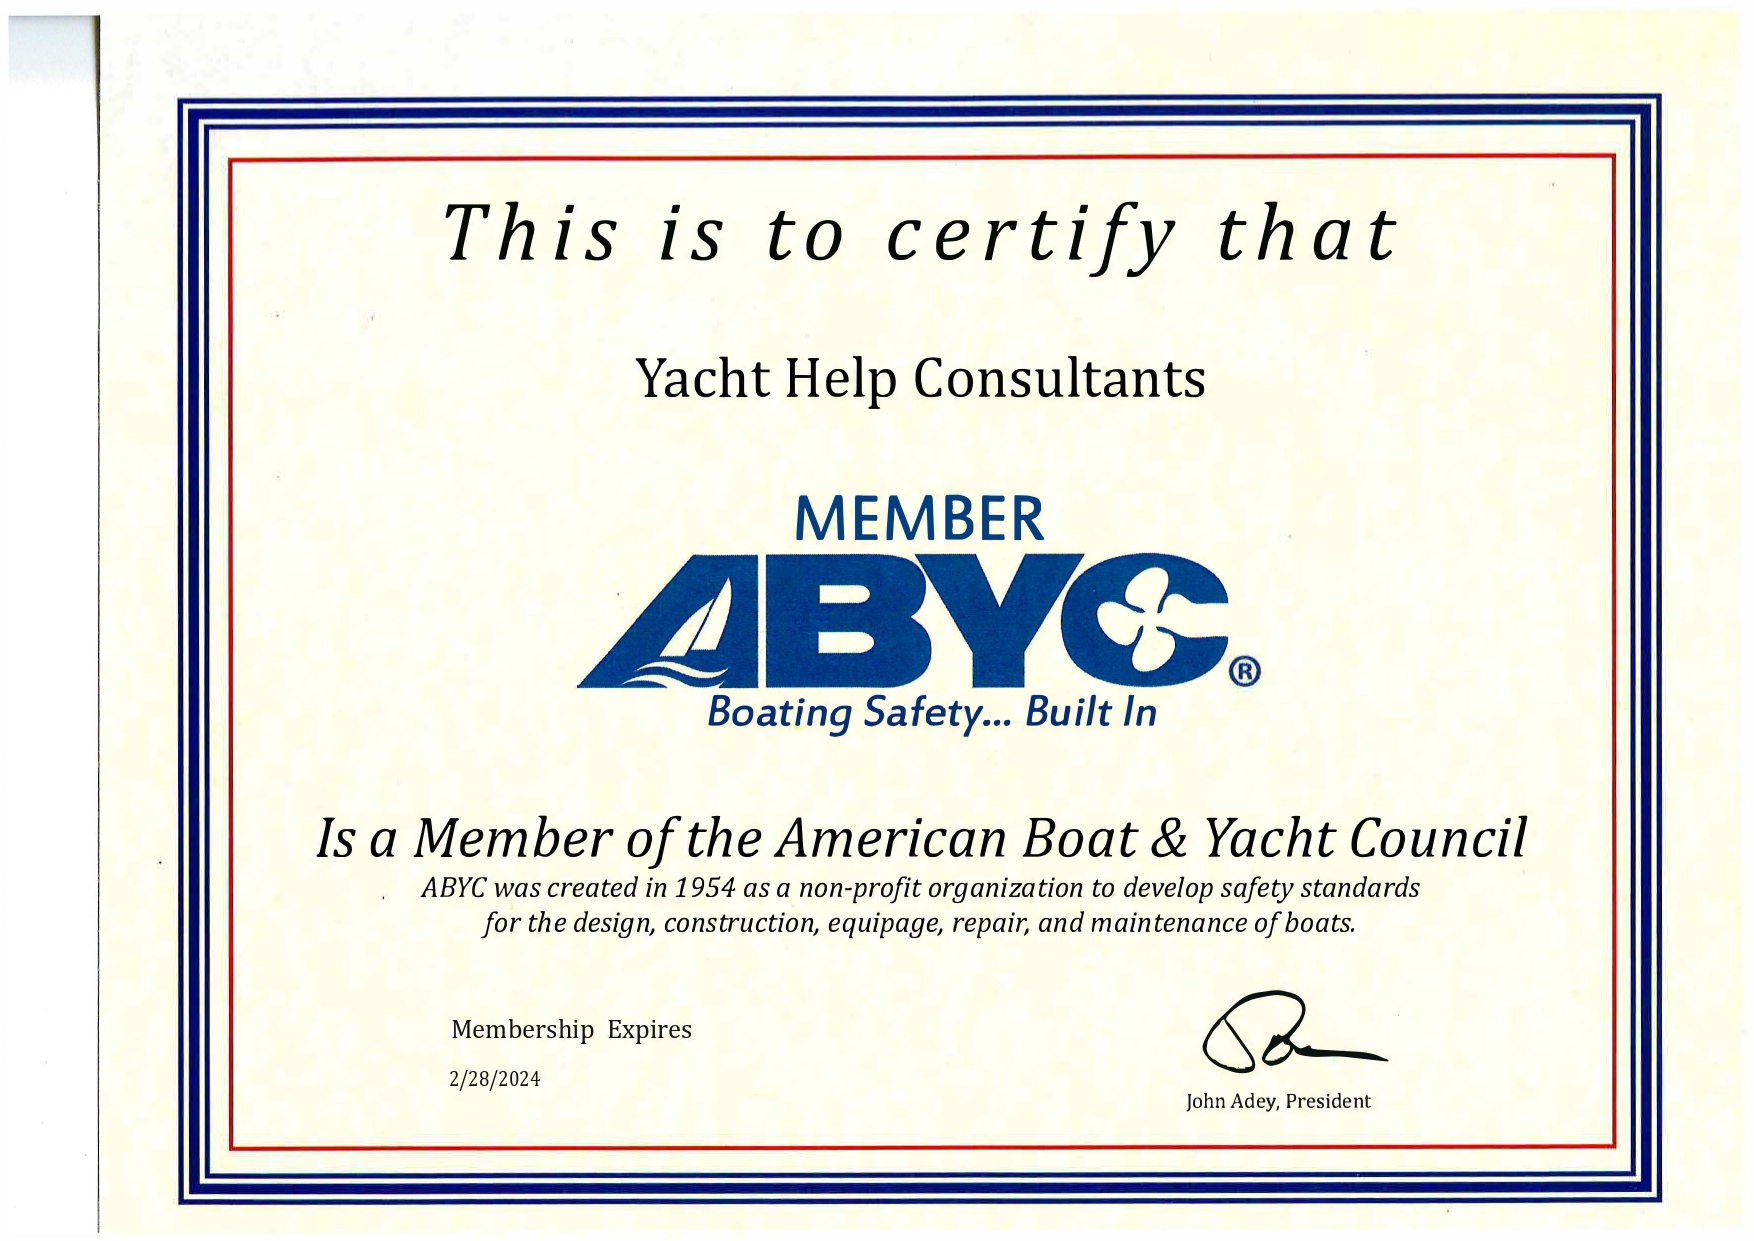 This is to certify that
Yacht Help Consultants
MEMBER
ABYC®
Boating Safety... Built In
Is a Member of the American Boat & Yacht Council
ABYC was created in 1954 as a non-profit organization to develop safety standards
for the design, construction, equipage, repair, and maintenance of boats.
Membership Expires
2/28/2024
John Adey, President